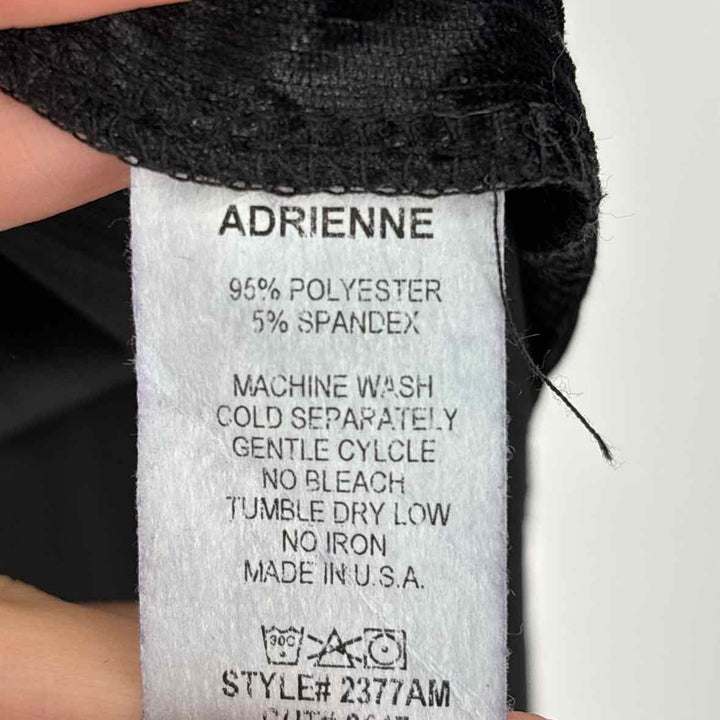 ADRIENNE
95% POLYESTER
5% SPANDEX
MACHINE WASH
COLD SEPARATELY
GENTLE CYLCLE
NO BLEACH
TUMBLE DRY LOW
NO IRON
MADE IN U.S.A.
30C
STYLE# 2377AM